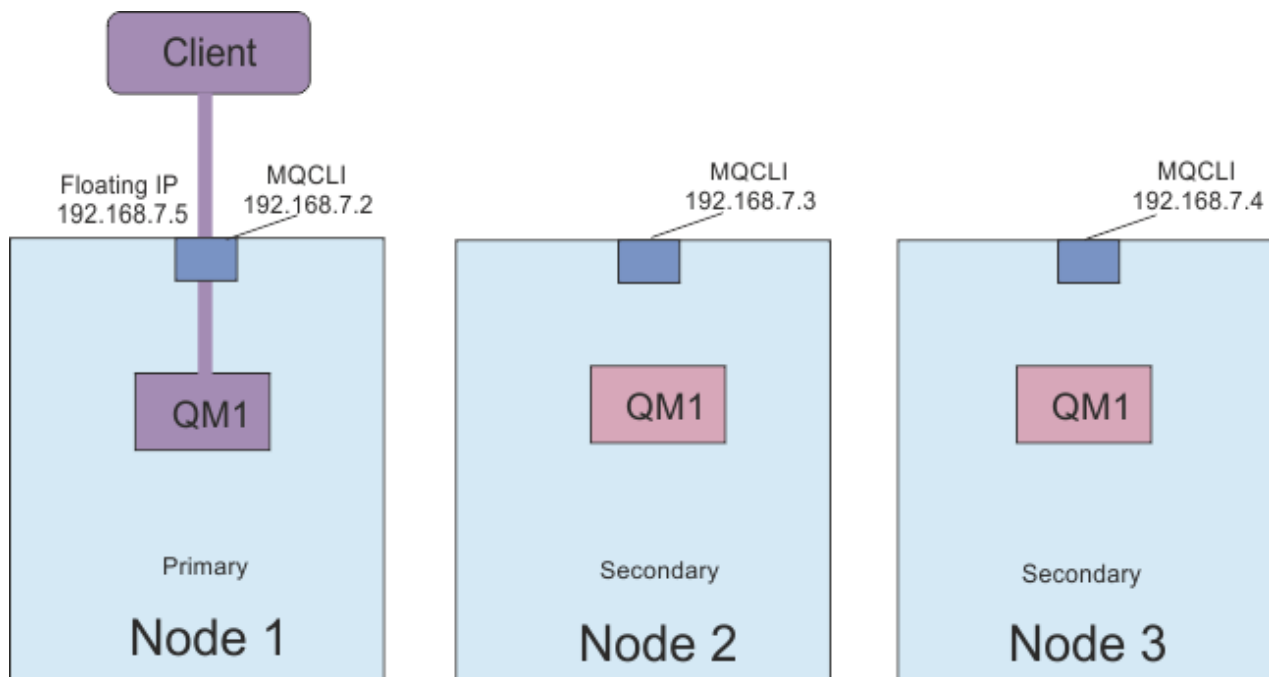 Client
Floating IP
192.168.7.5
MQCLI
192.168.7.2
MQCLI
192.168.7.3
MQCLI
192.168.7.4
QM1
QM1
QM1
Primary
Secondary
Secondary
Node 1
Node 2
Node 3